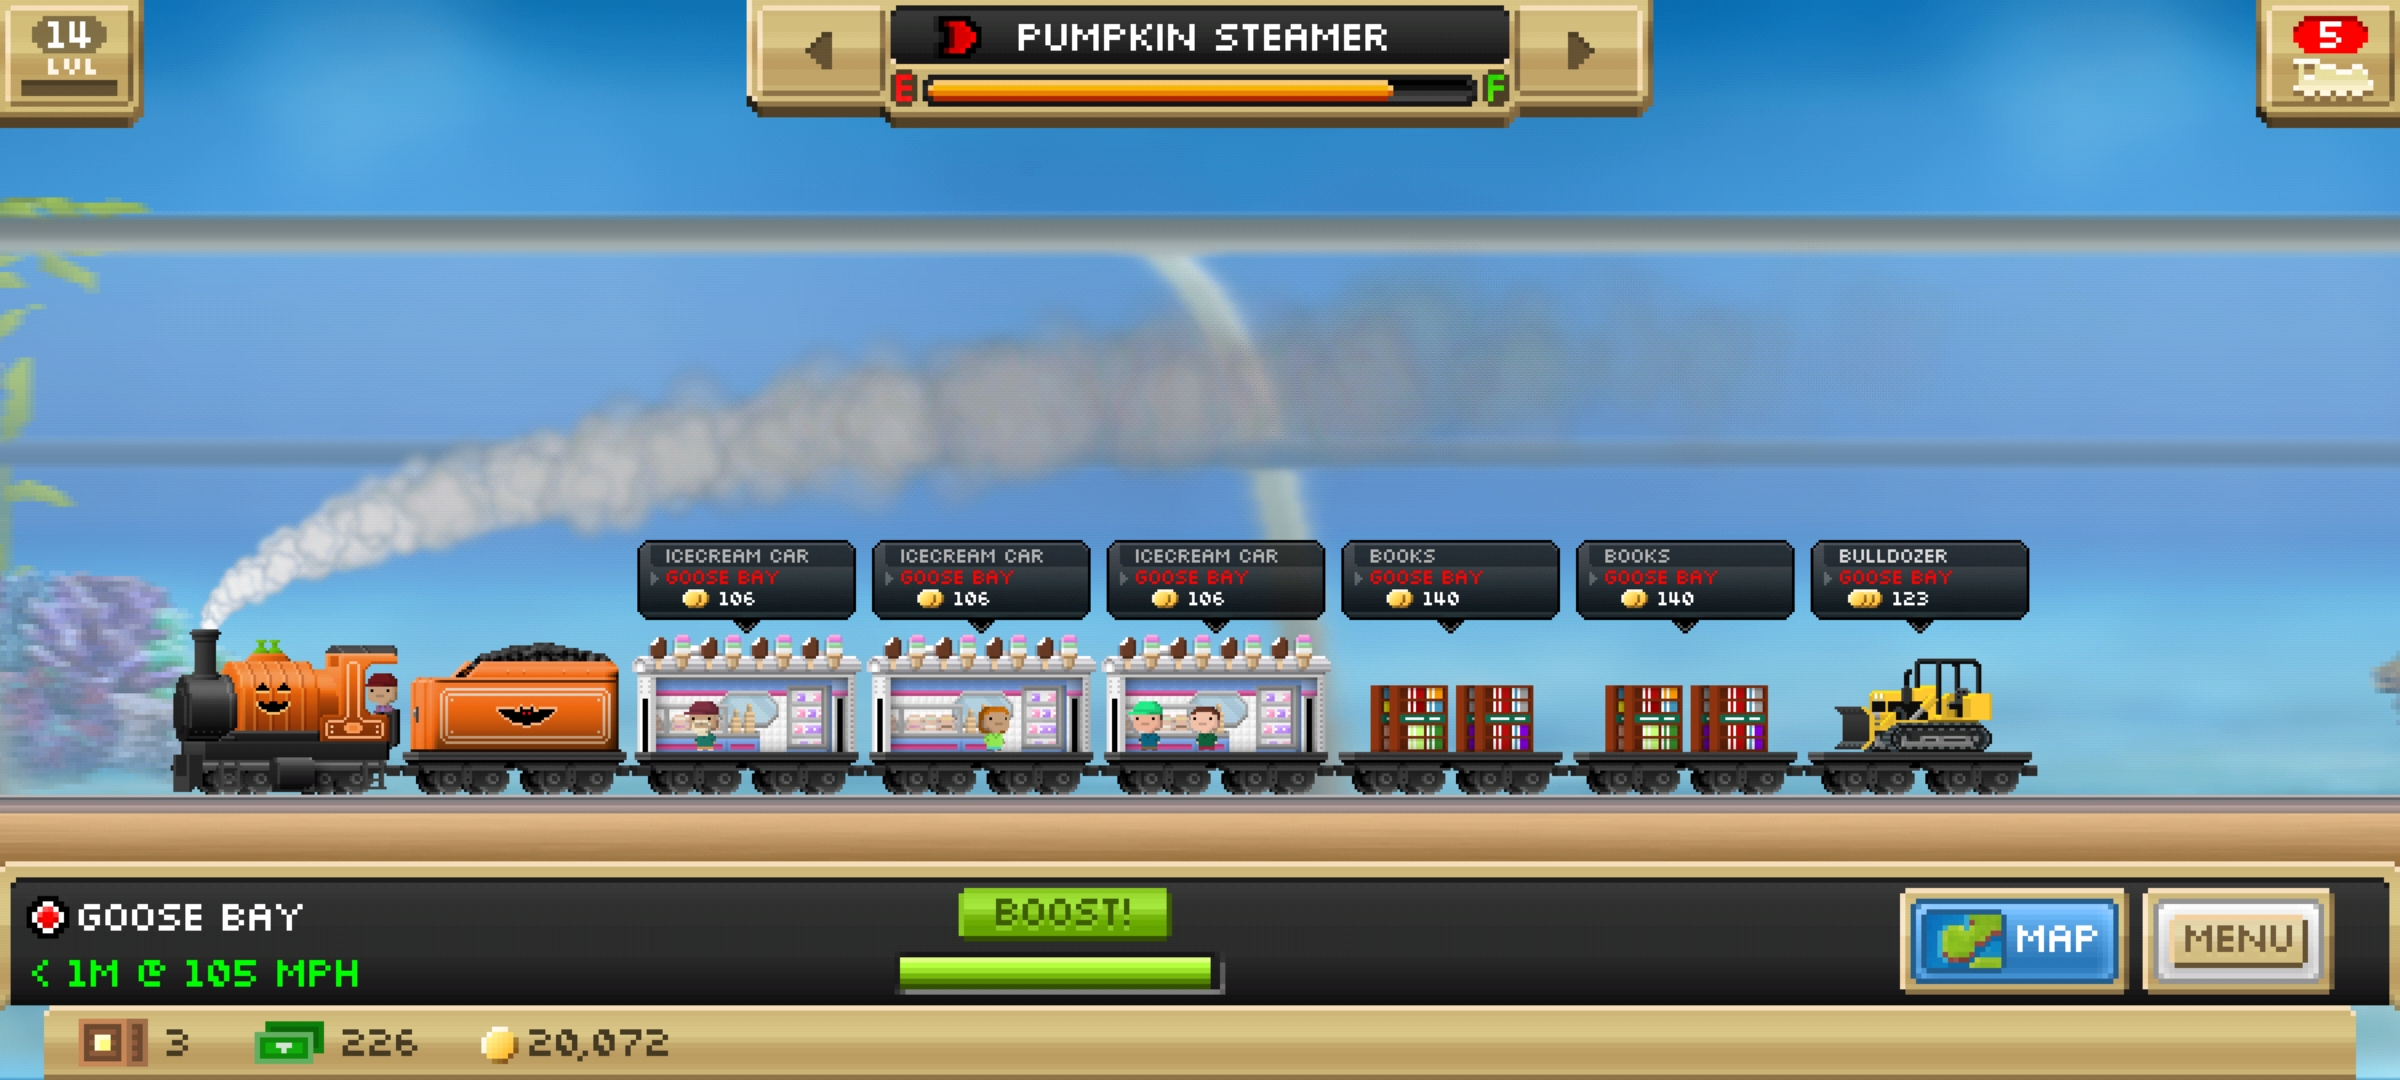 14
LVL
PUMPKIN STEAMER
E F
5
ICECREAM CAR
GOOSE BAY
106
ICECREAM CAR
GOOSE BAY
106
ICECREAM CAR
GOOSE BAY
106
BOOKS
GOOSE BAY
140
BOOKS
GOOSE BAY
140
BULLDOZER
GOOSE BAY
123
GOOSE BAY
< 1M @ 105 MPH
BOOST!
MAP
MENU
3 226 20,072